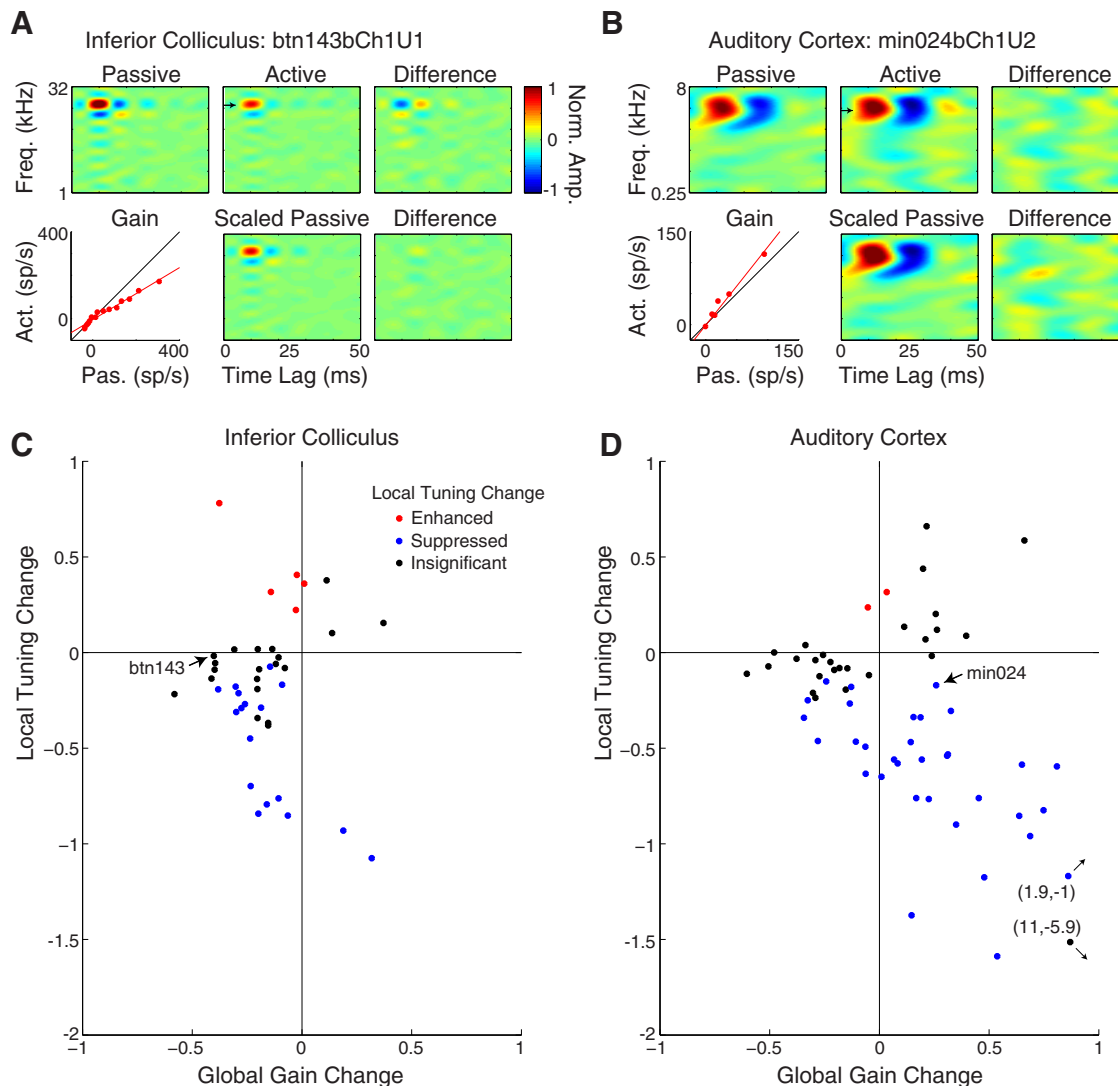 A
Inferior Colliculus: btn143bCh1U1
Passive
Active
Difference
32
Freq. (kHz)
1
1
0
-1
Norm. Amp.
Gain
Scaled Passive
Difference
400
Act. (sp/s)
0
0
400
Pas. (sp/s)
0
25
50
Time Lag (ms)
B
Auditory Cortex: min024bCh1U2
Passive
Active
Difference
8
Freq. (kHz)
0.25
Gain
Scaled Passive
Difference
150
Act. (sp/s)
0
0
150
Pas. (sp/s)
0
25
50
Time Lag (ms)
C
Inferior Colliculus
1
0.5
0
−0.5
−1
−1.5
−2
Local Tuning Change
Local Tuning Change
Enhanced
Suppressed
Insignificant
btn143
−1
−0.5
0
0.5
1
Global Gain Change
D
Auditory Cortex
1
0.5
0
−0.5
−1
−1.5
−2
Local Tuning Change
min024
(1.9,-1)
(11,-5.9)
−1
−0.5
0
0.5
1
Global Gain Change